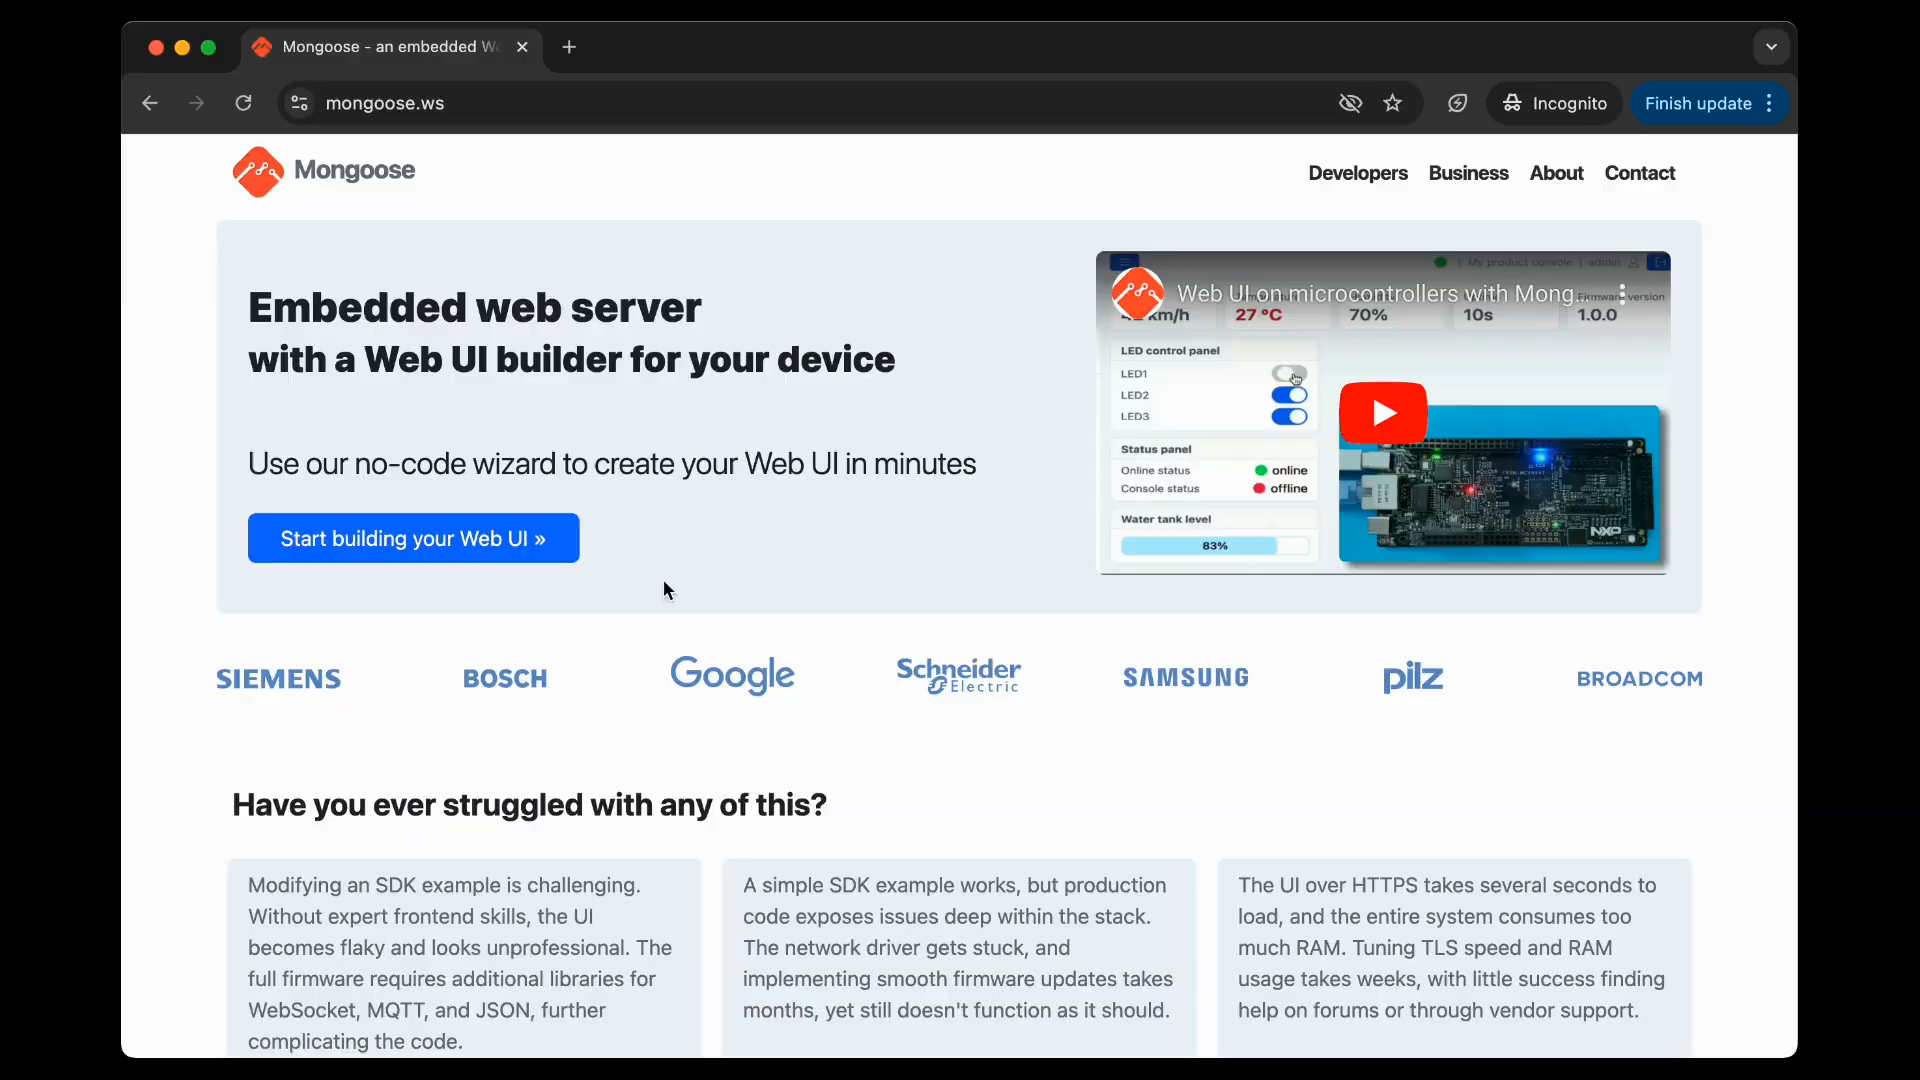 Mongoose - an embedded W
mongoose.ws
Incognito
Finish update
Mongoose
Developers
Business
About
Contact
Embedded web server
with a Web UI builder for your device
Use our no-code wizard to create your Web UI in minutes
Start building your Web UI »
My product console | admin
Web UI on microcontrollers with Mong...
Firmware version
km/h
27 °C
70%
10s
1.0.0
LED control panel
LED1
LED2
LED3
Status panel
Online status
online
Console status
offline
Water tank level
83%
NXP
SIEMENS
BOSCH
Google
Schneider
Electric
SAMSUNG
pilz
BROADCOM
Have you ever struggled with any of this?
Modifying an SDK example is challenging.
Without expert frontend skills, the UI
becomes flaky and looks unprofessional. The
full firmware requires additional libraries for
WebSocket, MQTT, and JSON, further
complicating the code.
A simple SDK example works, but production
code exposes issues deep within the stack.
The network driver gets stuck, and
implementing smooth firmware updates takes
months, yet still doesn't function as it should.
The UI over HTTPS takes several seconds to
load, and the entire system consumes too
much RAM. Tuning TLS speed and RAM
usage takes weeks, with little success finding
help on forums or through vendor support.